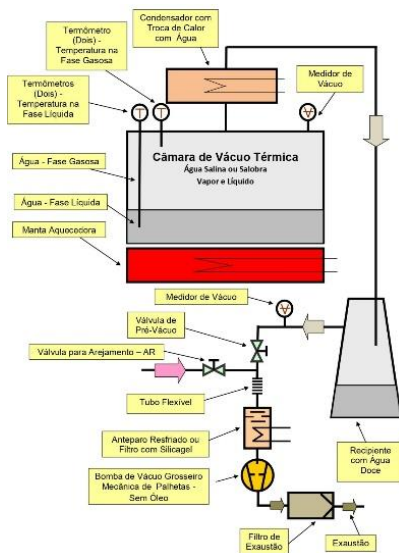 Condensador com
Troca de Calor
com Água
Termômetro
(Dois) -
Temperatura na
Fase Gasosa
Termômetros
(Dois) -
Temperatura na
Fase Líquida
T
T
Medidor de
Vácuo
V
Câmara de Vácuo Térmica
Água Salina ou Salobra
Vapor e Líquido
Água - Fase Gasosa
Água - Fase Líquida
Manta Aquecedora
Medidor de Vácuo
V
Válvula de
Pré-Vácuo
Válvula para Arejamento – AR
Tubo Flexível
Anteparo Resfriado ou
Filtro com Silicagel
Recipiente
com Água
Doce
Bomba de Vácuo Grosseiro
Mecânica de Palhetas -
Sem Óleo
Filtro de
Exaustão
Exaustão